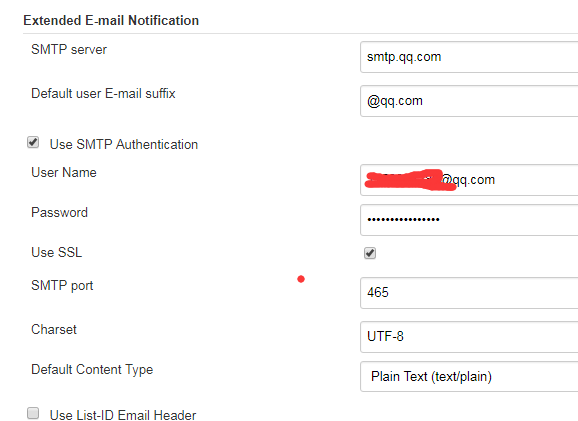 Extended E-mail Notification
SMTP server
smtp.qq.com
Default user E-mail suffix
@qq.com
Use SMTP Authentication
User Name
@qq.com
Password
••••••••••••••••
Use SSL
SMTP port
465
Charset
UTF-8
Default Content Type
Plain Text (text/plain)
Use List-ID Email Header